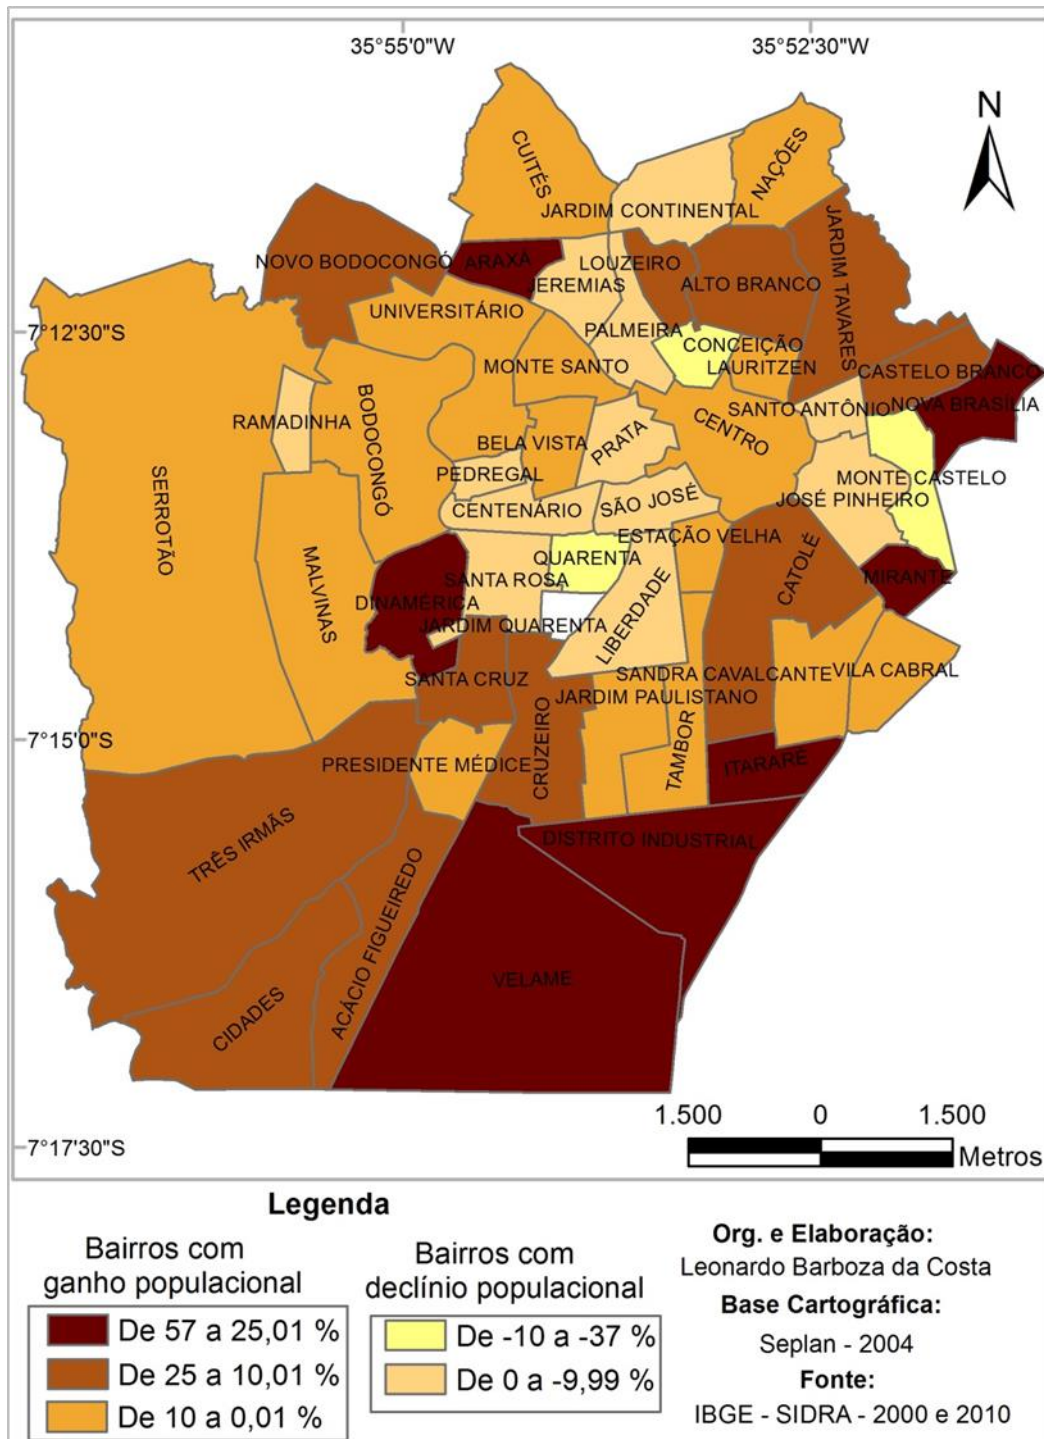 35°55'0"W
35°52'30"W
N
CUITÉS
NAÇÕES
JARDIM CONTINENTAL
JARDIM TAVARES
NOVO BODOCONGÓ
ARAXÁ
LOUZEIRO
JEREMIAS
ALTO BRANCO
UNIVERSITÁRIO
7°12'30"S
PALMEIRA
CONCEIÇÃO
LAURITZEN
MONTE SANTO
CASTELO BRANCO
NOVA BRASILIA
SANTO ANTÔNIO
RAMADINHA
BODOCONGÓ
BELA VISTA
PRATA
CENTRO
SERROTÃO
PEDREGAL
MONTE CASTELO
JOSÉ PINHEIRO
CENTENÁRIO
SÃO JOSÉ
ESTAÇÃO VELHA
MALVINAS
QUARENTA
CATOLÉ
SANTA ROSA
MIRANTE
DINAMÉRICA
JARDIM QUARENTA
LIBERDADE
SANTA CRUZ
SANDRA CAVALCANTE
VILA CABRAL
JARDIM PAULISTANO
CRUZEIRO
TAMBOR
7°15'0"S
PRESIDENTE MÉDICE
ITARARÉ
TRÊS IRMÃS
DISTRITO INDUSTRIAL
ACÁCIO FIGUEIREDO
VELAME
CIDADES
1.500 0 1.500
Metros
7°17'30"S
Legenda
Bairros com
ganho populacional
De 57 a 25,01 %
De 25 a 10,01 %
De 10 a 0,01 %
Bairros com
declínio populacional
De -10 a -37 %
De 0 a -9,99 %
Org. e Elaboração:
Leonardo Barboza da Costa
Base Cartográfica:
Seplan - 2004
Fonte:
IBGE - SIDRA - 2000 e 2010